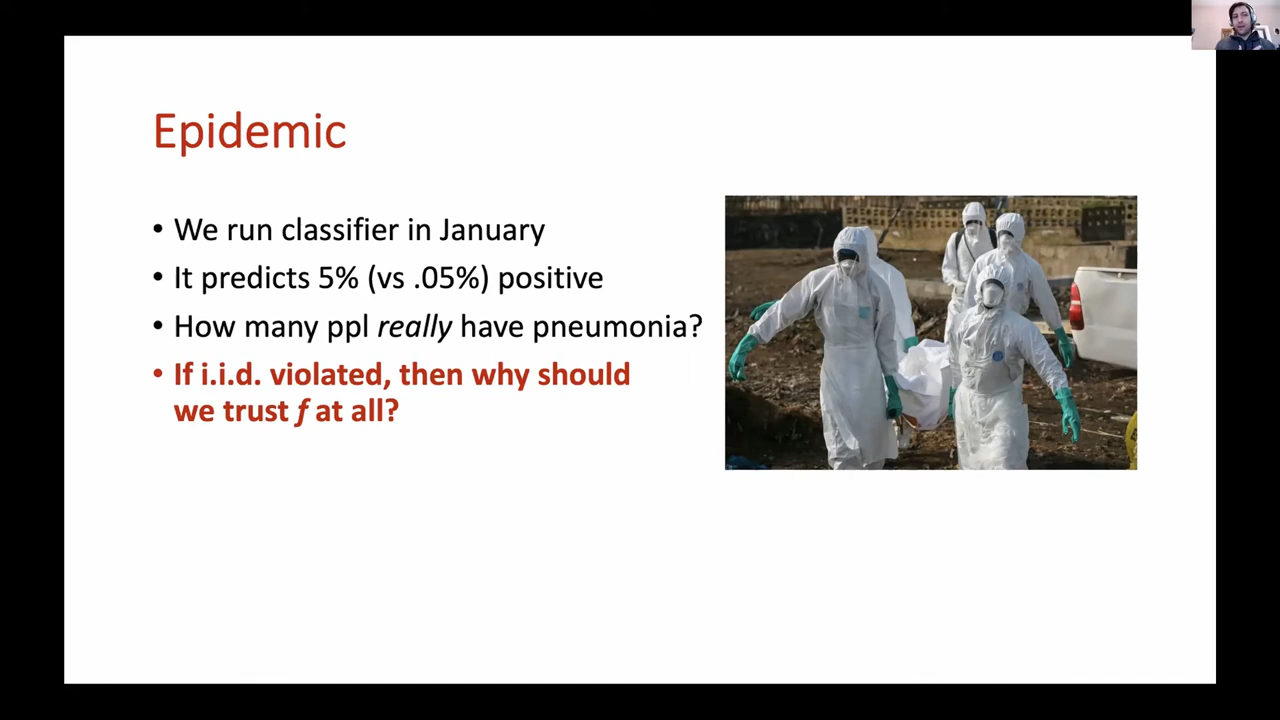 Epidemic
• We run classifier in January
• It predicts 5% (vs .05%) positive
• How many ppl really have pneumonia?
• If i.i.d. violated, then why should
we trust f at all?